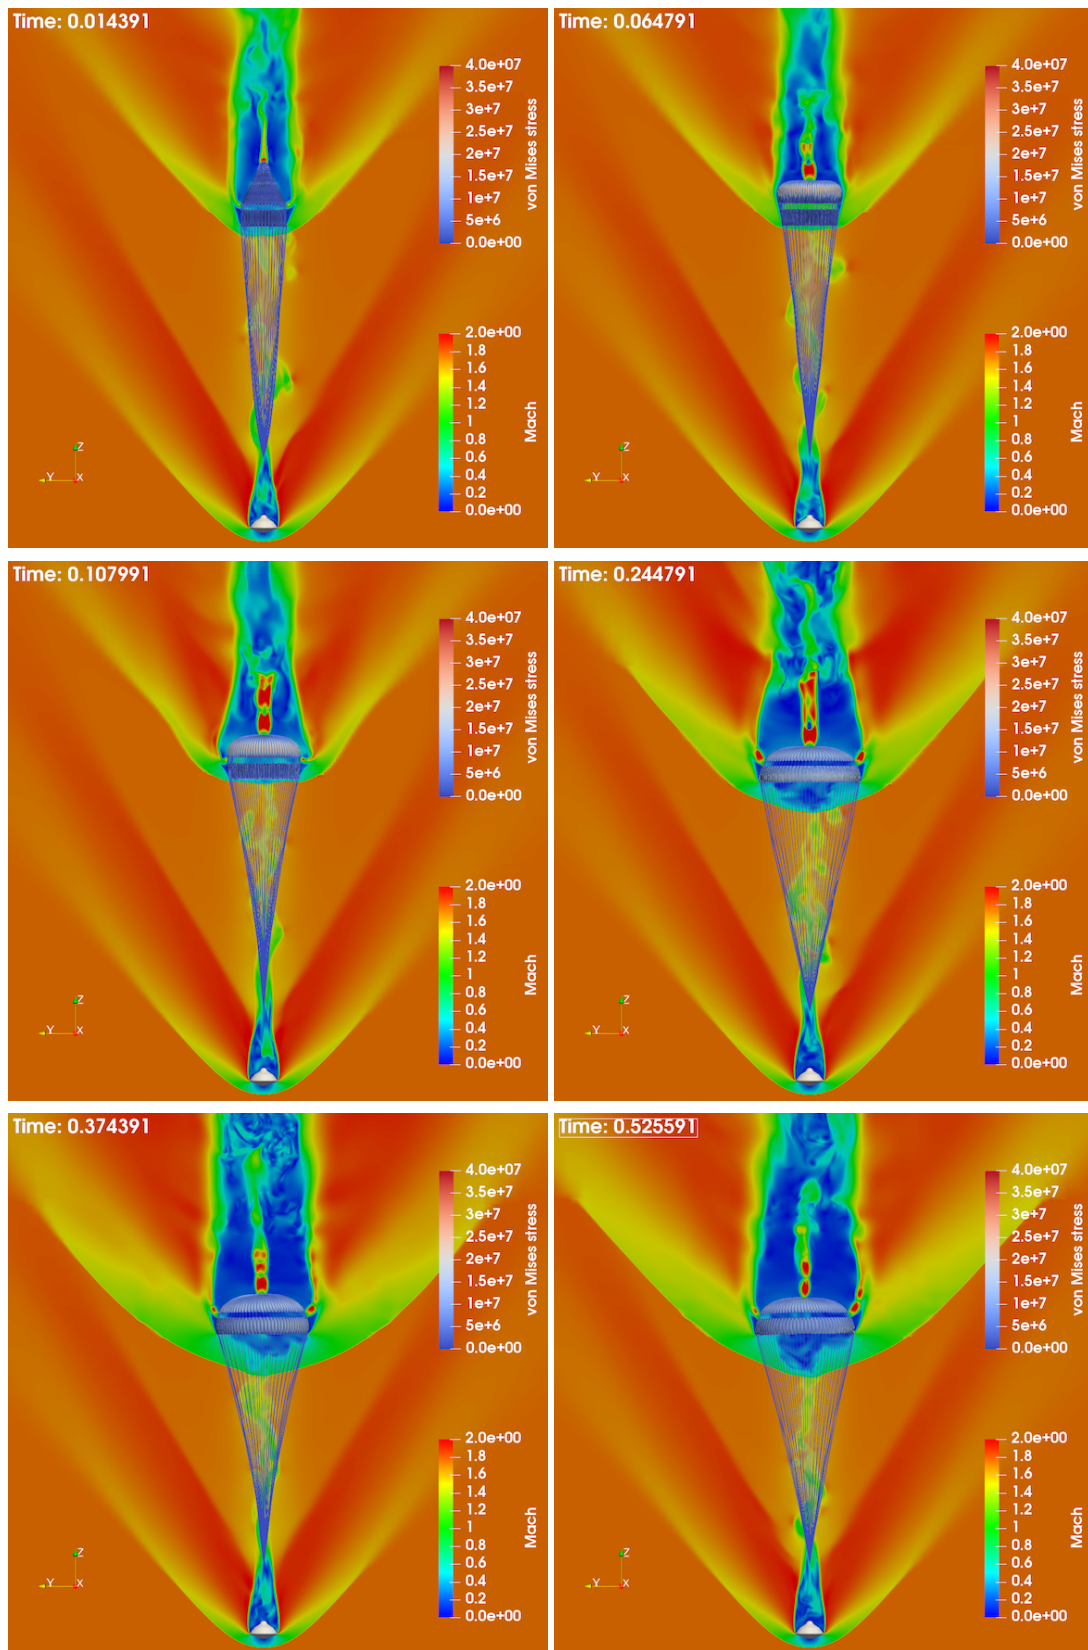 Time: 0.014391
4.0e+07
3.5e+7
3e+7
2.5e+7
2e+7
1.5e+7
1e+7
5e+6
0.0e+00
von Mises stress
2.0e+00
1.8
1.6
1.4
1.2
1
0.8
0.6
0.4
0.2
0.0e+00
Mach
Z
Y
X
Time: 0.064791
4.0e+07
3.5e+7
3e+7
2.5e+7
2e+7
1.5e+7
1e+7
5e+6
0.0e+00
von Mises stress
2.0e+00
1.8
1.6
1.4
1.2
1
0.8
0.6
0.4
0.2
0.0e+00
Mach
Z
Y
X
Time: 0.107991
4.0e+07
3.5e+7
3e+7
2.5e+7
2e+7
1.5e+7
1e+7
5e+6
0.0e+00
von Mises stress
2.0e+00
1.8
1.6
1.4
1.2
1
0.8
0.6
0.4
0.2
0.0e+00
Mach
Z
Y
X
Time: 0.244791
4.0e+07
3.5e+7
3e+7
2.5e+7
2e+7
1.5e+7
1e+7
5e+6
0.0e+00
von Mises stress
2.0e+00
1.8
1.6
1.4
1.2
1
0.8
0.6
0.4
0.2
0.0e+00
Mach
Z
Y
X
Time: 0.374391
4.0e+07
3.5e+7
3e+7
2.5e+7
2e+7
1.5e+7
1e+7
5e+6
0.0e+00
von Mises stress
2.0e+00
1.8
1.6
1.4
1.2
1
0.8
0.6
0.4
0.2
0.0e+00
Mach
Z
Y
X
Time: 0.525591
4.0e+07
3.5e+7
3e+7
2.5e+7
2e+7
1.5e+7
1e+7
5e+6
0.0e+00
von Mises stress
2.0e+00
1.8
1.6
1.4
1.2
1
0.8
0.6
0.4
0.2
0.0e+00
Mach
Z
Y
X